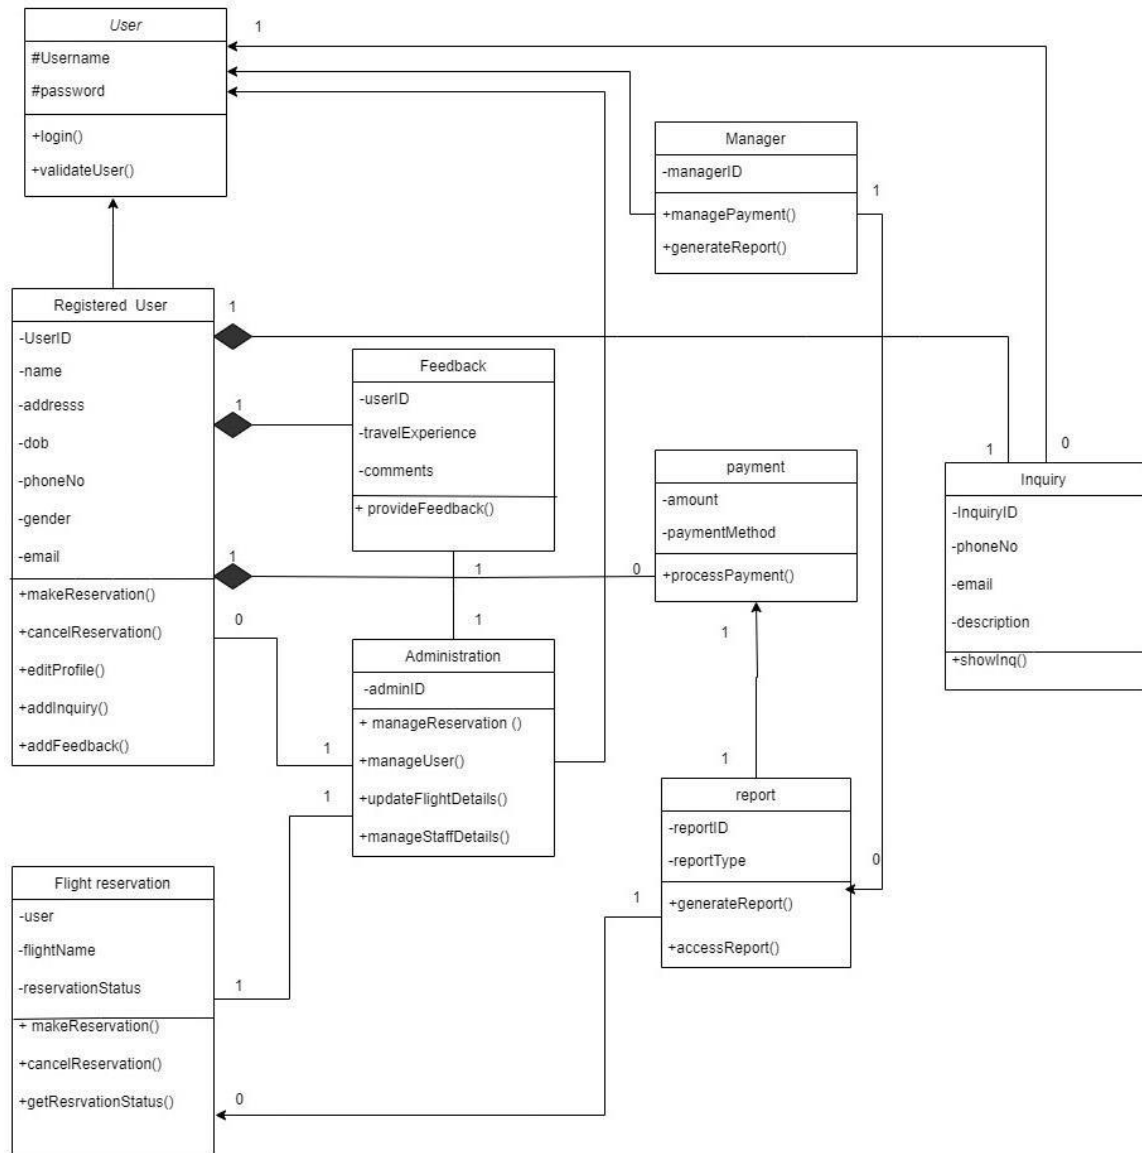 User
#Username
#password
+login()
+validateUser()
1
Manager
-managerID
+managePayment()
+generateReport()
1
Registered User
-UserID
-name
-addresss
-dob
-phoneNo
-gender
-email
+makeReservation()
+cancelReservation()
+editProfile()
+addInquiry()
+addFeedback()
1
1
1
0
Feedback
-userID
-travelExperience
-comments
+ provideFeedback()
1
1
payment
-amount
-paymentMethod
+processPayment()
0
1
1
0
Inquiry
-InquiryID
-phoneNo
-email
-description
+showInq()
Administration
-adminID
+ manageReservation ()
+manageUser()
+updateFlightDetails()
+manageStaffDetails()
1
1
1
report
-reportID
-reportType
+generateReport()
+accessReport()
0
1
Flight reservation
-user
-flightName
-reservationStatus
+ makeReservation()
+cancelReservation()
+getResrvationStatus()
1
0